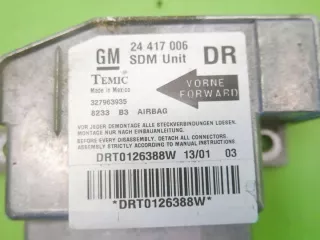 GM 24 417 006 DR
SDM Unit
TEMIC
Made in Mexico
VORNE
FORWARD
327963935
8233 B3 AIRBAG
VOR JEDER DEMONTAGE ALLE STECKVERBINDUNGEN LOESEN.
MONTAGE NUR NACH EINBAUANLEITUNG.
BEFORE EVERY DISASSEMBLY, DETACH ALL CONNECTORS.
ASSEMBLY STRICTLY ACCORDING TO INSTRUCTIONS.
DRT0126388W 13/01 03
*DRT0126388W*